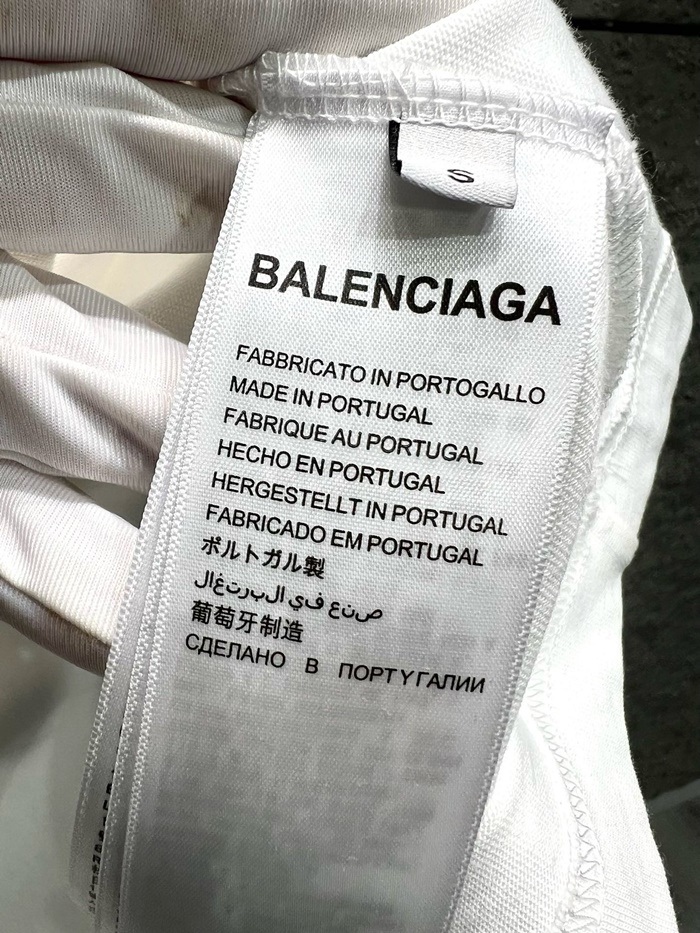 S
BALENCIAGA
FABBRICATO IN PORTOGALLO
MADE IN PORTUGAL
FABRIQUE AU PORTUGAL
HECHO EN PORTUGAL
HERGESTELLT IN PORTUGAL
FABRICADO EM PORTUGAL
ポルトガル製
صنع في البرتغال
葡萄牙制造
СДЕЛАНО В ПОРТУГАЛИИ